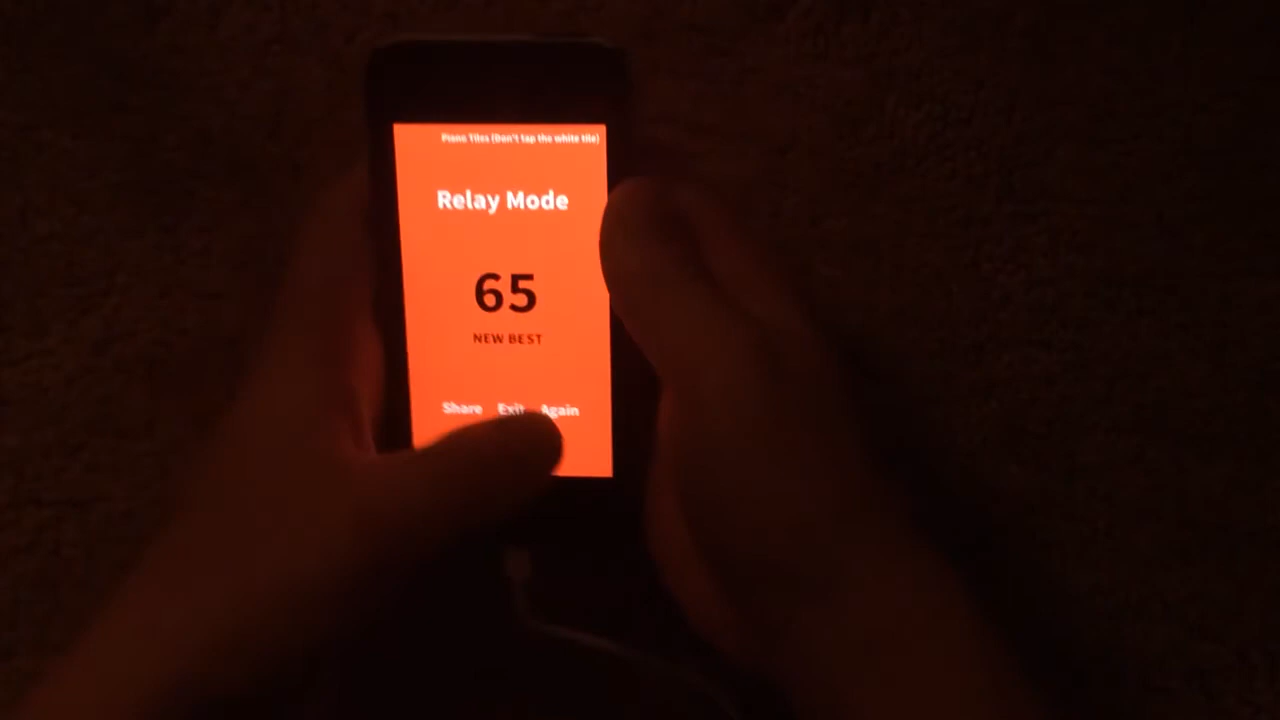 Piano Tiles (Don't tap the white tile)
Relay Mode
65
NEW BEST
Share Exit Again